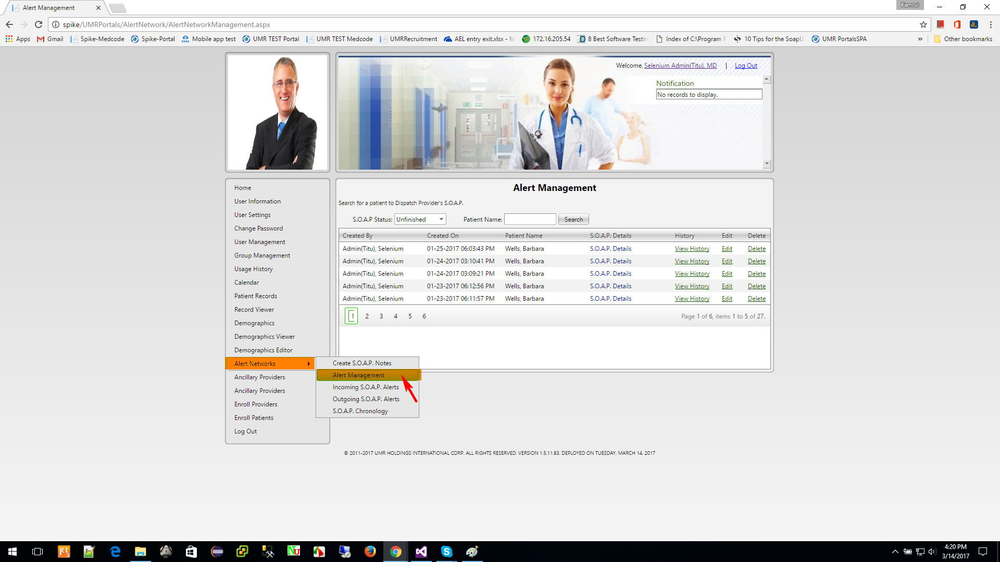 Alert Management
Kamrul
spike/UMRPortals/AlertNetwork/AlertNetworkManagement.aspx
Apps Gmail Spike-Medcode Spike-Portal Mobile app test UMR TEST Portal UMR TEST Medcode UMRRecruitment AEL entry exit.xlsx - M 172.16.205.54 8 Best Software Testin Index of C:\Program F 10 Tips for the SoapU UMR PortalsSPA » Other bookmarks
Welcome, Selenium Admin(Titu), MD | Log Out
Notification
No records to display.
Home
User Information
User Settings
Change Password
User Management
Group Management
Usage History
Calendar
Patient Records
Record Viewer
Demographics
Demographics Viewer
Demographics Editor
Alert Networks
Ancillary Providers
Ancillary Providers
Enroll Providers
Enroll Patients
Log Out
Create S.O.A.P. Notes
Alert Management
Incoming S.O.A.P. Alerts
Outgoing S.O.A.P. Alerts
S.O.A.P. Chronology
Alert Management
Search for a patient to Dispatch Provider's S.O.A.P.
S.O.A.P Status: Unfinished Patient Name: Search
Created By Created On Patient Name S.O.A.P. Details History Edit Delete
Admin(Titu), Selenium 01-25-2017 06:03:43 PM Wells, Barbara S.O.A.P. Details View History Edit Delete
Admin(Titu), Selenium 01-24-2017 03:10:41 PM Wells, Barbara S.O.A.P. Details View History Edit Delete
Admin(Titu), Selenium 01-24-2017 03:09:21 PM Wells, Barbara S.O.A.P. Details View History Edit Delete
Admin(Titu), Selenium 01-23-2017 06:12:56 PM Wells, Barbara S.O.A.P. Details View History Edit Delete
Admin(Titu), Selenium 01-23-2017 06:11:57 PM Wells, Barbara S.O.A.P. Details View History Edit Delete
1 2 3 4 5 6 Page 1 of 6, items 1 to 5 of 27.
© 2011-2017 UMR HOLDINGS INTERNATIONAL CORP. ALL RIGHTS RESERVED. VERSION 1.5.11.83. DEPLOYED ON TUESDAY, MARCH 14, 2017
4:20 PM
3/14/2017